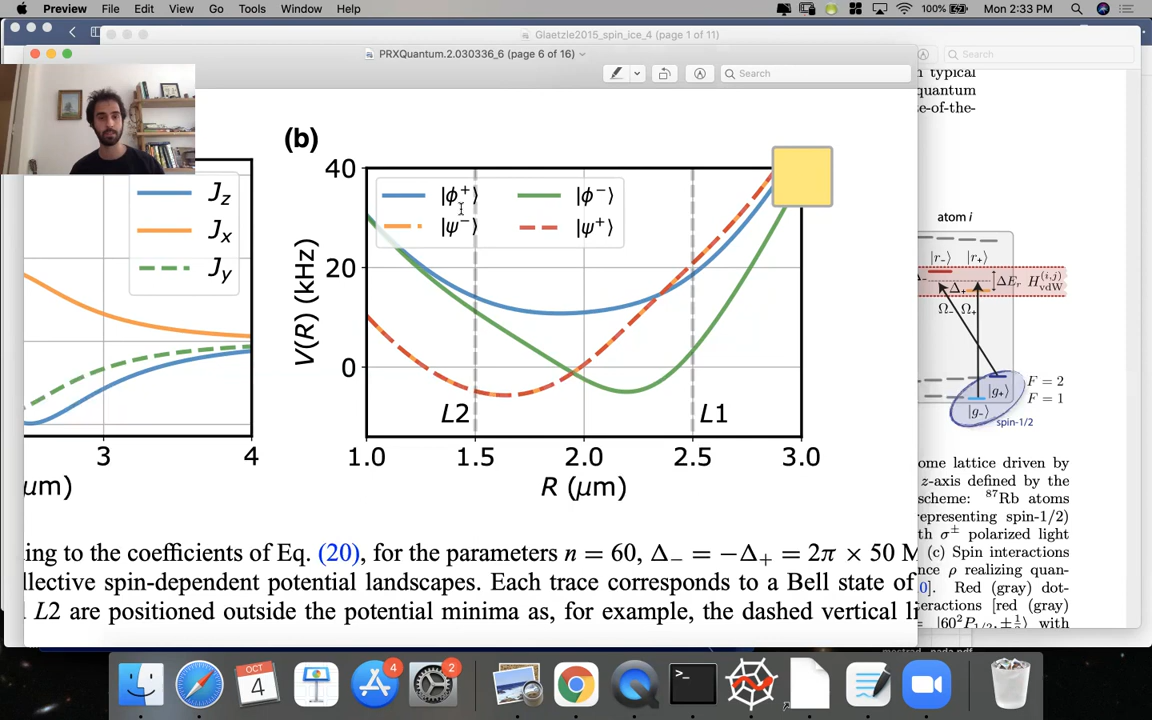 Preview File Edit View Go Tools Window Help 100% Mon 2:33 PM
Glaetzle2015_spin_ice_4 (page 1 of 11)
PRXQuantum.2.030336_6 (page 6 of 16)
Search
Search
typical
quantum
e-of-the-
(b)
J_z
J_x
J_y
3 4
μm)
40
20
0
V(R) (kHz)
|ϕ⁺⟩ |ϕ⁻⟩
|ψ⁻⟩ |ψ⁺⟩
L2 L1
1.0 1.5 2.0 2.5 3.0
R (μm)
atom i
|r₋⟩ |r₊⟩
Δ₊ ΔE_r H_vdW^(i,j)
Ω₋ Ω₊
|g₊⟩ F = 2
F = 1
|g₋⟩
spin-1/2
ing to the coefficients of Eq. (20), for the parameters n = 60, Δ₋ = −Δ₊ = 2π × 50 M
llective spin-dependent potential landscapes. Each trace corresponds to a Bell state of
L2 are positioned outside the potential minima as, for example, the dashed vertical li
ome lattice driven by
z-axis defined by the
scheme: ⁸⁷Rb atoms
epresenting spin-1/2)
th σ^± polarized light
(c) Spin interactions
nce ρ realizing quan-
0]. Red (gray) dot-
eractions [red (gray)
= |60²P₁/₂, ±½⟩ with
4 2
OCT
4